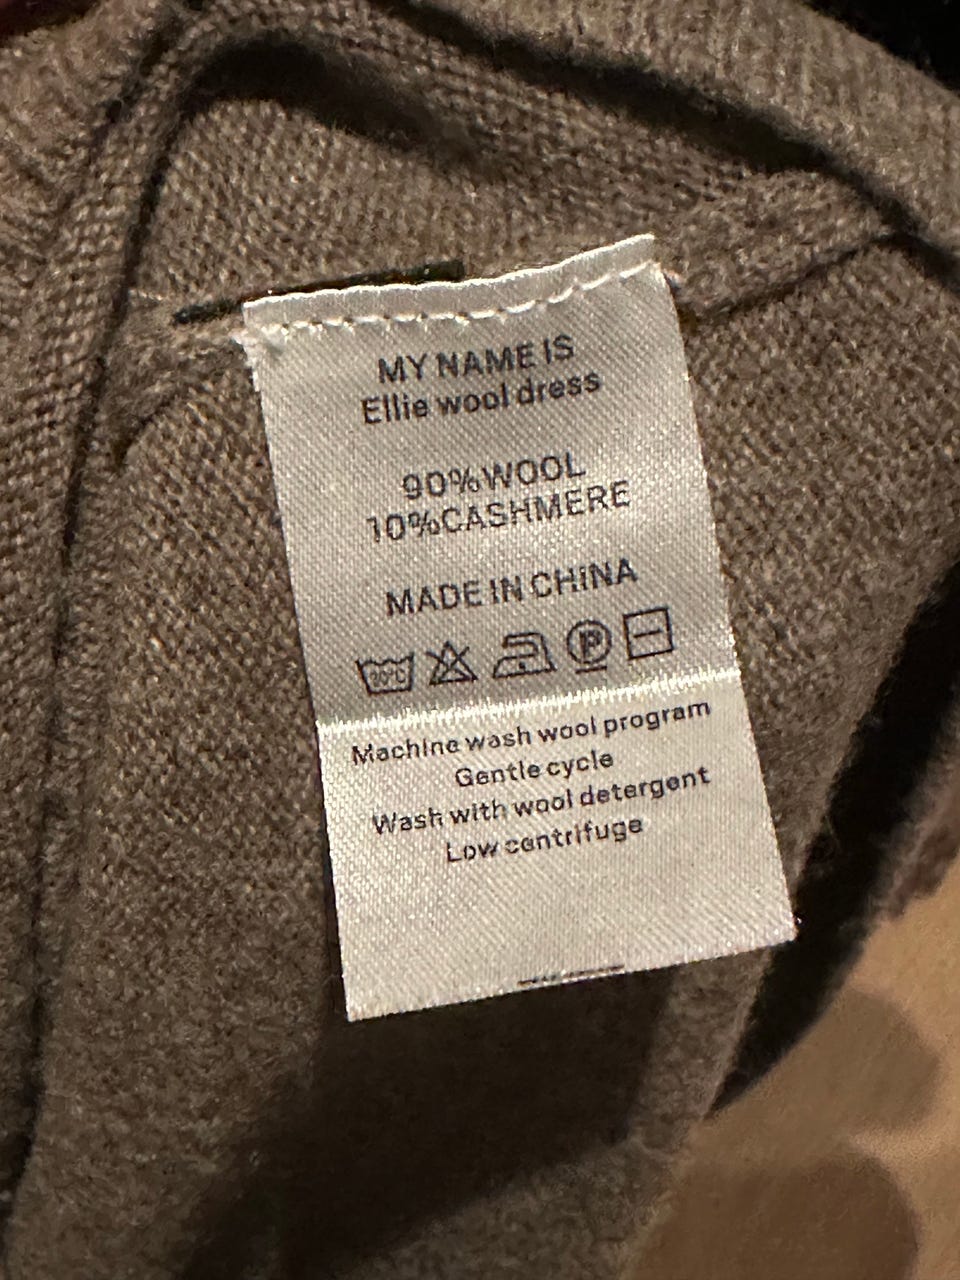 MY NAME IS
Ellie wool dress
90%WOOL
10%CASHMERE
MADE IN CHINA
30°C P
Machine wash wool program
Gentle cycle
Wash with wool detergent
Low centrifuge